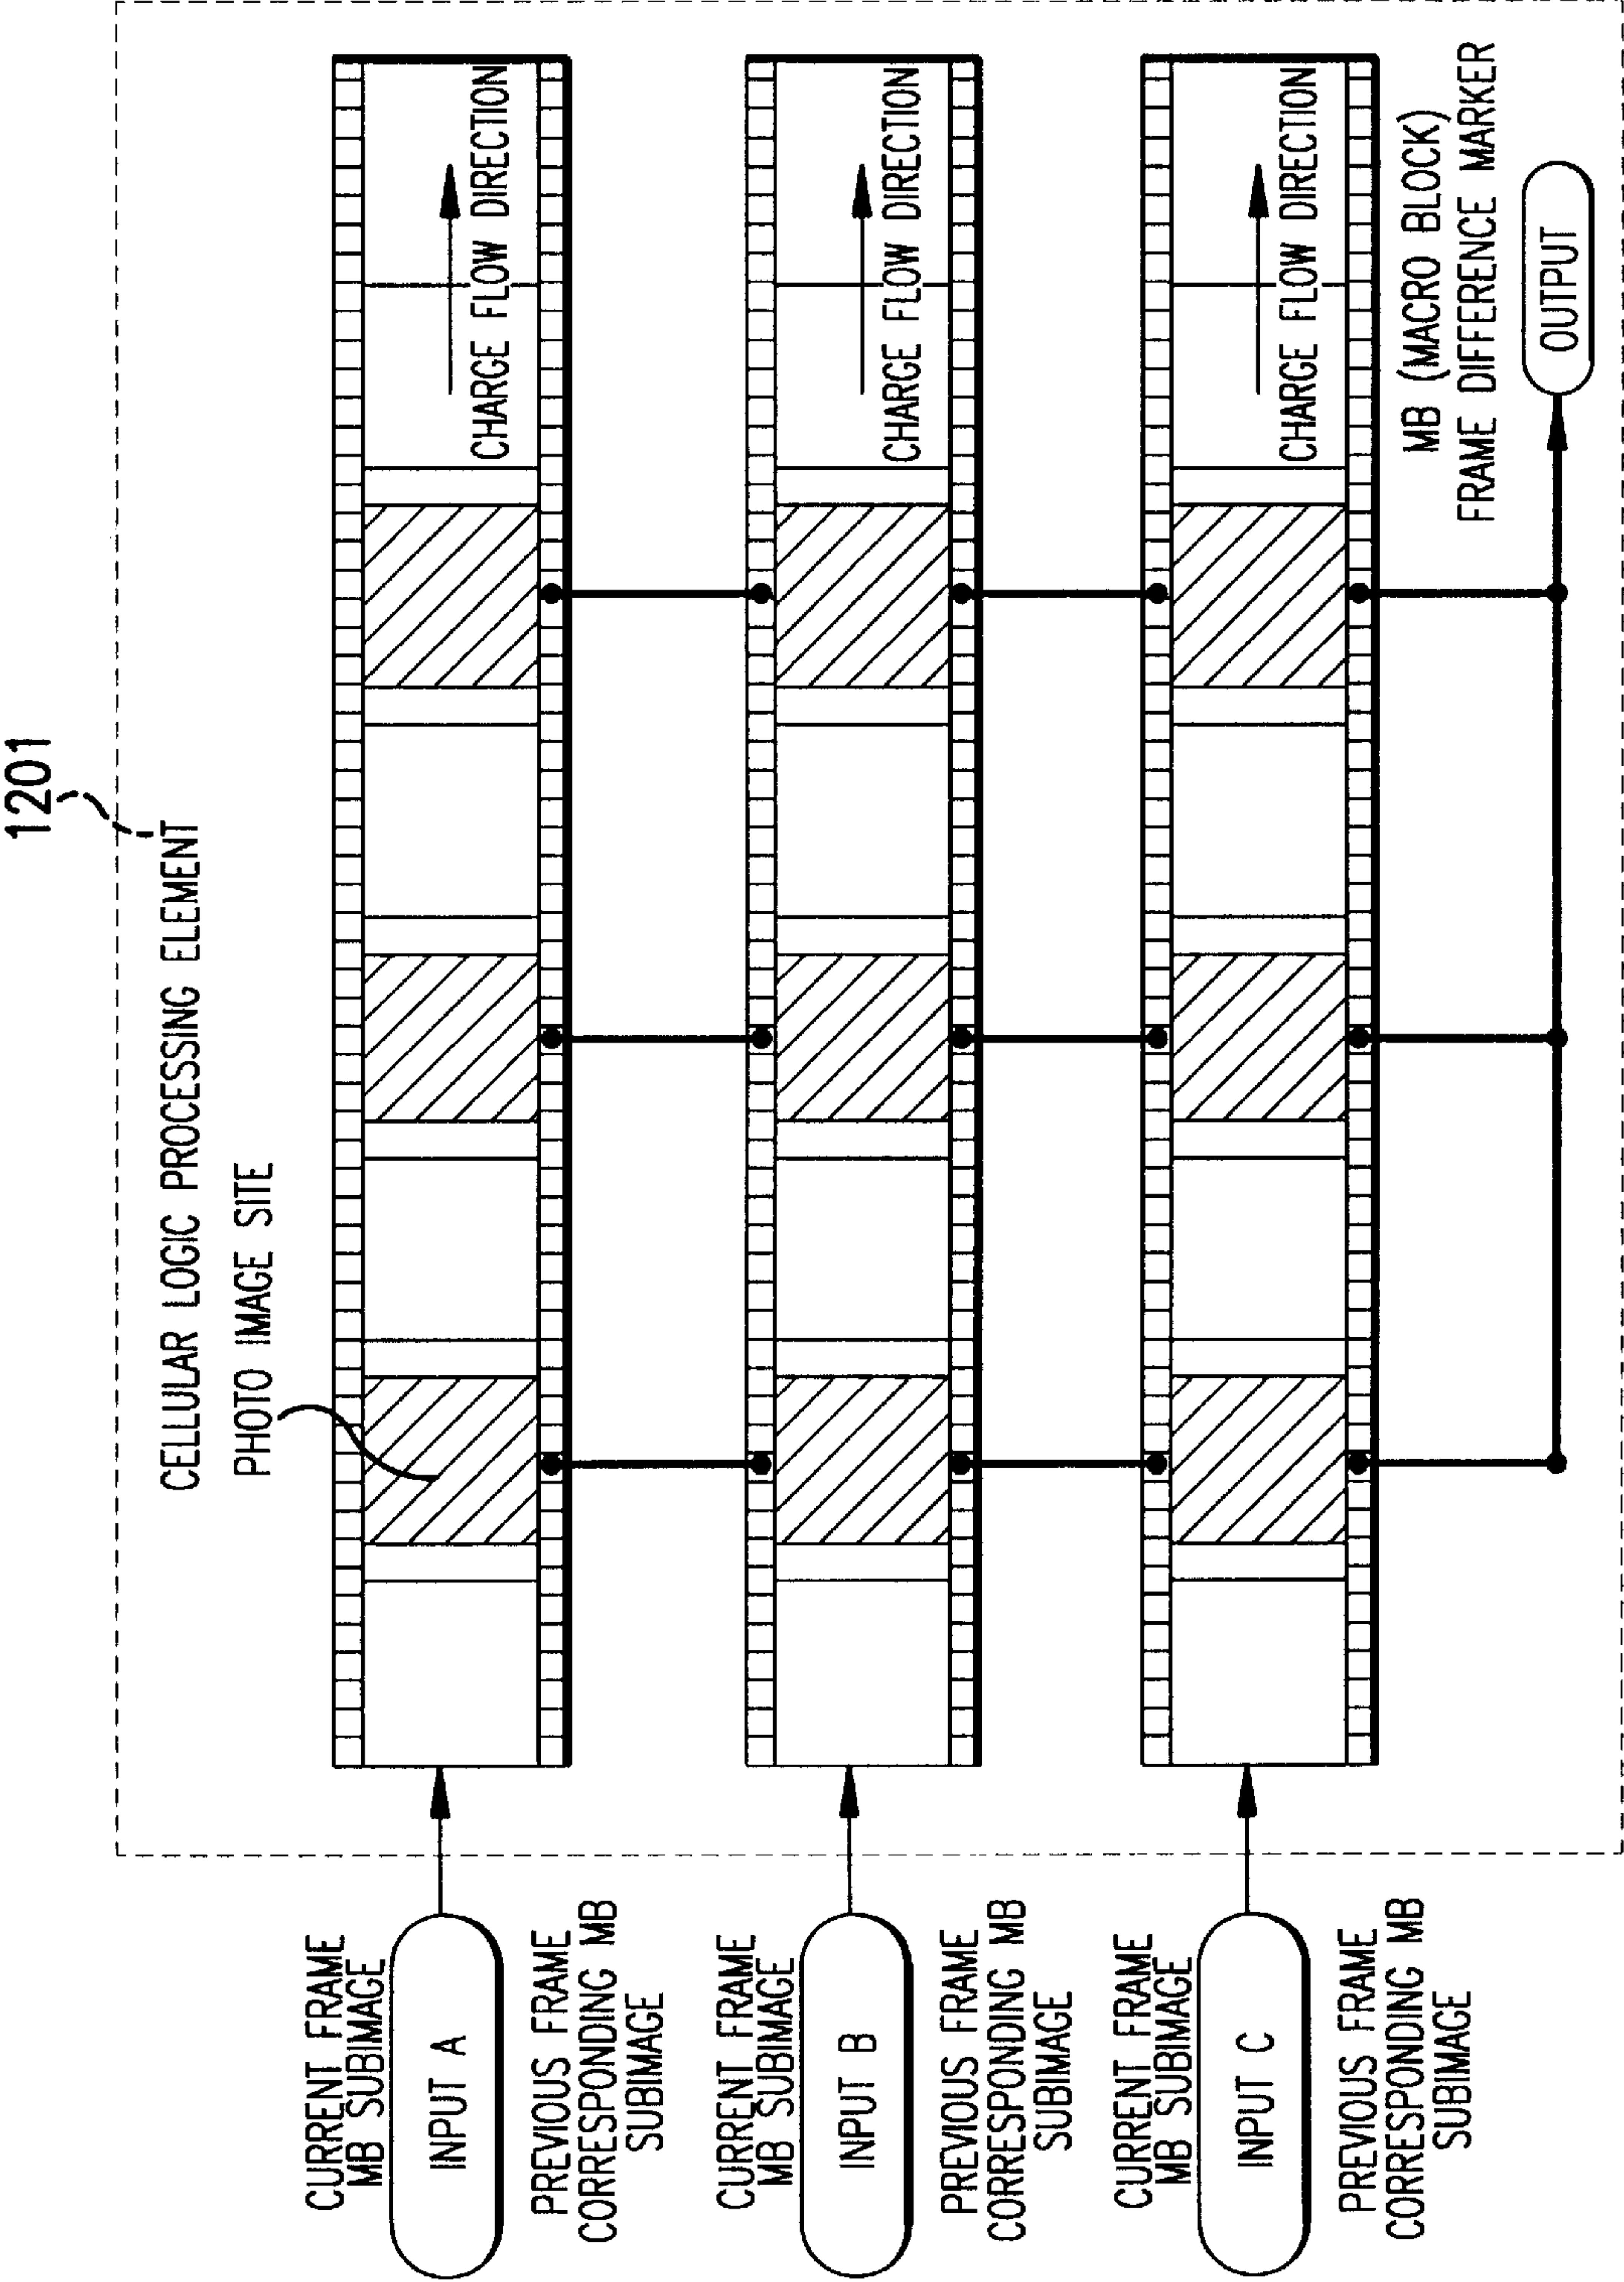 1201
CELLULAR LOGIC PROCESSING ELEMENT
PHOTO IMAGE SITE
CURRENT FRAME
MB SUBIMAGE
INPUT A
PREVIOUS FRAME
CORRESPONDING MB
SUBIMAGE
CHARGE FLOW DIRECTION
CURRENT FRAME
MB SUBIMAGE
INPUT B
PREVIOUS FRAME
CORRESPONDING MB
SUBIMAGE
CHARGE FLOW DIRECTION
CURRENT FRAME
MB SUBIMAGE
INPUT C
PREVIOUS FRAME
CORRESPONDING MB
SUBIMAGE
CHARGE FLOW DIRECTION
MB (MACRO BLOCK)
FRAME DIFFERENCE MARKER
OUTPUT